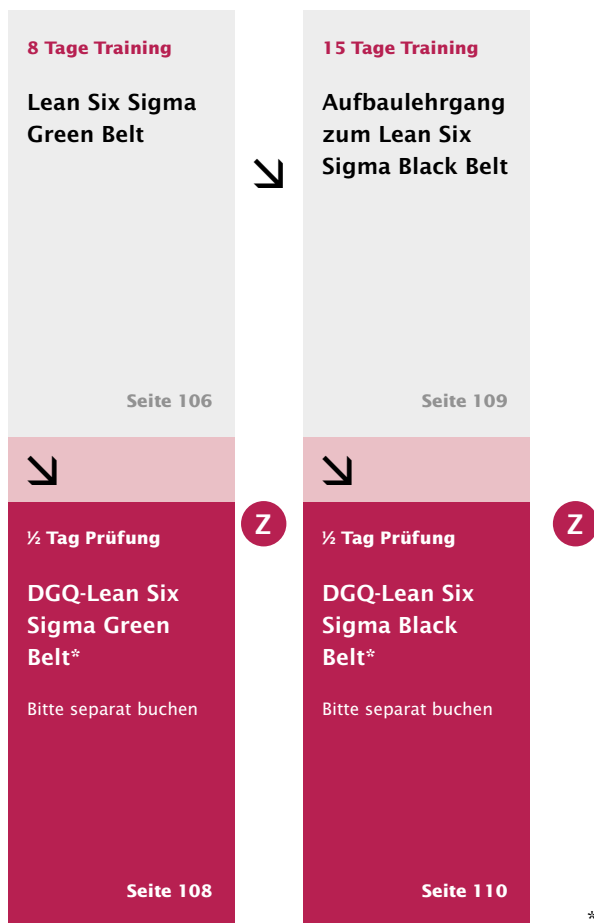 8 Tage Training
Lean Six Sigma
Green Belt
Seite 106
½ Tag Prüfung
DGQ-Lean Six
Sigma Green
Belt*
Bitte separat buchen
Seite 108
Z
15 Tage Training
Aufbaulehrgang
zum Lean Six
Sigma Black Belt
Seite 109
½ Tag Prüfung
DGQ-Lean Six
Sigma Black
Belt*
Bitte separat buchen
Seite 110
Z
*